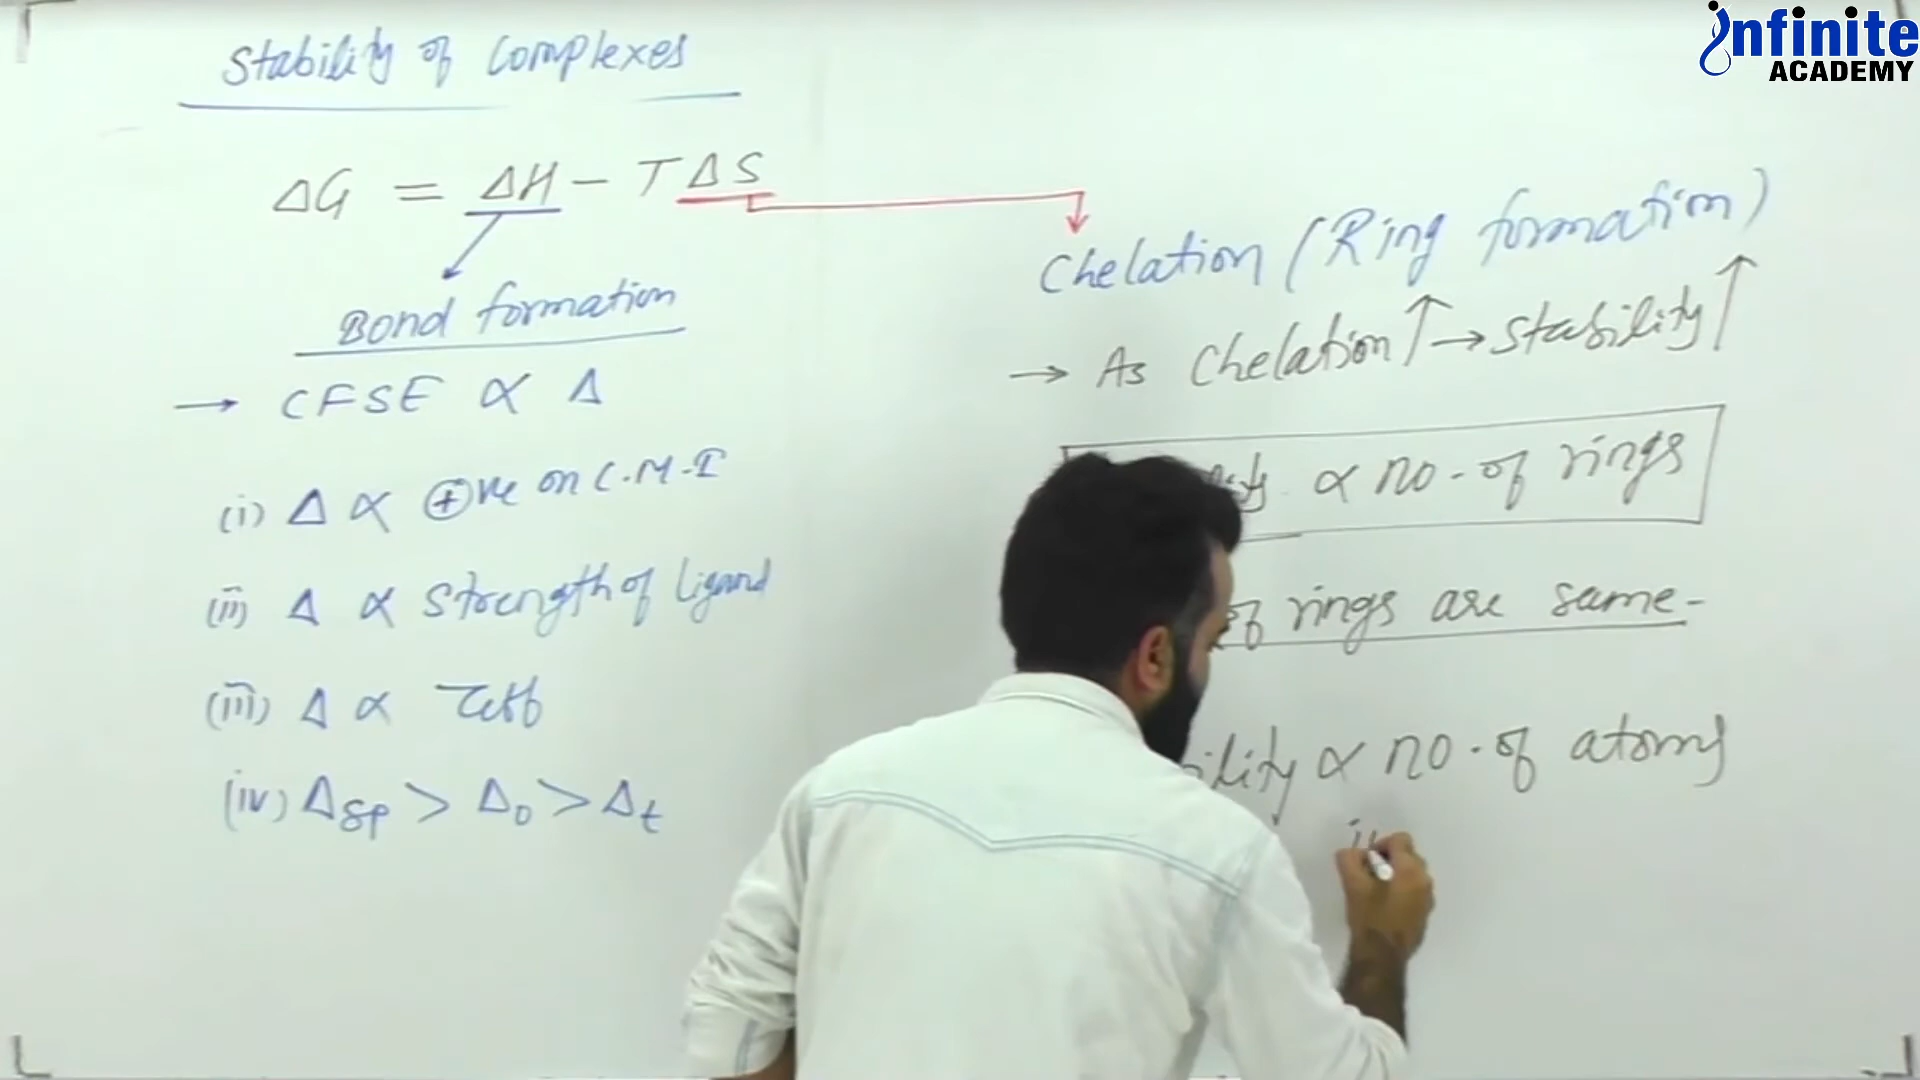 infinite
ACADEMY
Stability of Complexes
ΔG = ΔH - TΔS
Bond formation
→ CFSE ∝ Δ
(i) Δ ∝ ⊕ve on C.M.I
(ii) Δ ∝ Strength of Ligand
(iii) Δ ∝ Zeff
(iv) Δsp > Δo > Δt
Chelation (Ring formation)
→ As Chelation ↑ → Stability ↑
∝ no. of rings
of rings are same-
ility ∝ no. of atoms